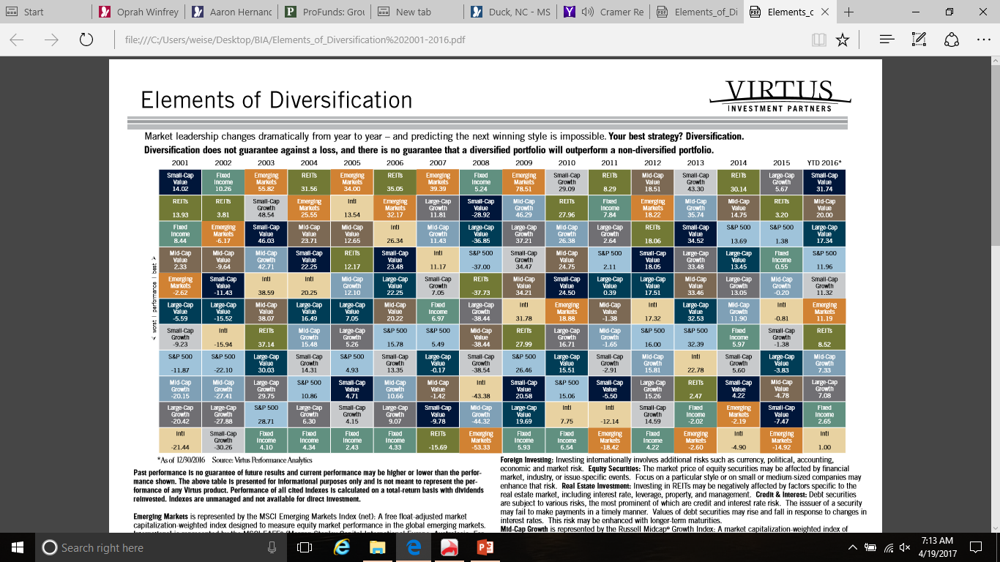 Start
Oprah Winfrey
Aaron Hernanc
ProFunds: Grou
New tab
Duck, NC - MS
Cramer Re
Elements_of_Di
Elements_c
file:///C:/Users/weise/Desktop/BIA/Elements_of_Diversification%202001-2016.pdf
Elements of Diversification
VIRTUS
INVESTMENT PARTNERS
Market leadership changes dramatically from year to year – and predicting the next winning style is impossible. Your best strategy? Diversification.
Diversification does not guarantee against a loss, and there is no guarantee that a diversified portfolio will outperform a non-diversified portfolio.
2001 2002 2003 2004 2005 2006 2007 2008 2009 2010 2011 2012 2013 2014 2015 YTD 2016*
Small-Cap Fixed Emerging REITs Emerging REITs Emerging Fixed Emerging Small-Cap REITs Mid-Cap Small-Cap REITs Large-Cap Small-Cap
Value Income Markets Markets Markets Income Markets Growth Value Growth Growth Value
14.02 10.26 55.82 31.56 34.00 35.05 39.39 5.24 78.51 29.09 8.29 18.51 43.30 30.14 5.67 31.74
REITs REITs Small-Cap Emerging Intl Emerging Large-Cap Small-Cap Mid-Cap REITs Fixed Emerging Mid-Cap Mid-Cap REITs Mid-Cap
Growth Markets Markets Growth Value Growth Income Markets Growth Value Value
13.93 3.81 48.54 25.55 13.54 32.17 11.81 -28.92 46.29 27.96 7.84 18.22 35.74 14.75 3.20 20.00
Fixed Emerging Small-Cap Mid-Cap Mid-Cap Intl Mid-Cap Large-Cap Large-Cap Mid-Cap Large-Cap REITs Small-Cap S&P 500 S&P 500 Large-Cap
Income Markets Value Value Value Growth Value Growth Growth Growth Value Value
8.44 -6.17 46.03 23.71 12.65 26.34 11.43 -36.85 37.21 26.38 2.64 18.06 34.52 13.69 1.38 17.34
Mid-Cap Mid-Cap Mid-Cap Small-Cap REITs Small-Cap Intl S&P 500 Small-Cap Mid-Cap S&P 500 Small-Cap Large-Cap Large-Cap Fixed S&P 500
Value Value Growth Value Value Growth Value Value Growth Value Income
2.33 -9.64 42.71 22.25 12.17 23.48 11.17 -37.00 34.47 24.75 2.11 18.05 33.48 13.45 0.55 11.96
Emerging Small-Cap Intl Intl Mid-Cap Large-Cap Small-Cap REITs Mid-Cap Small-Cap Large-Cap Large-Cap Mid-Cap Large-Cap Mid-Cap Small-Cap
Markets Value Growth Value Growth Value Value Value Value Value Growth Growth Growth
-2.62 -11.43 38.59 20.25 12.10 22.25 7.05 -37.73 34.21 24.50 0.39 17.51 33.46 13.05 -0.20 11.32
Large-Cap Large-Cap Mid-Cap Large-Cap Large-Cap Mid-Cap Fixed Large-Cap Intl Emerging Mid-Cap Intl Large-Cap Mid-Cap Intl Emerging
Value Value Value Value Value Value Income Growth Markets Value Value Growth Markets
-5.59 -15.52 38.07 16.49 7.05 20.22 6.97 -38.44 31.78 18.88 -1.38 17.32 32.53 11.90 -0.81 11.19
Small-Cap Intl REITs Mid-Cap Large-Cap S&P 500 S&P 500 Mid-Cap REITs Large-Cap Mid-Cap S&P 500 S&P 500 Fixed Small-Cap REITs
Growth Growth Growth Value Growth Growth Income Growth
-9.23 -15.94 37.14 15.48 5.26 15.78 5.49 -38.44 27.99 16.71 -1.65 16.00 32.39 5.97 -1.38 8.52
S&P 500 S&P 500 Large-Cap Small-Cap S&P 500 Small-Cap Large-Cap Small-Cap S&P 500 Large-Cap Small-Cap Mid-Cap Intl Small-Cap Large-Cap Mid-Cap
Value Growth Growth Value Growth Value Growth Growth Growth Value Growth
-11.87 -22.10 30.03 14.31 4.93 13.35 -0.17 -38.54 26.46 15.51 -2.91 15.81 22.78 5.60 -3.83 7.33
Mid-Cap Mid-Cap Large-Cap S&P 500 Small-Cap Mid-Cap Mid-Cap Intl Small-Cap S&P 500 Small-Cap Large-Cap REITs Small-Cap Mid-Cap Large-Cap
Growth Growth Growth Value Growth Value Value Value Growth Value Value Growth
-20.15 -27.41 29.75 10.86 4.71 10.66 -1.42 -43.38 20.58 15.06 -5.50 15.26 2.47 4.22 -4.78 7.08
Large-Cap Large-Cap S&P 500 Large-Cap Small-Cap Large-Cap Small-Cap Mid-Cap Large-Cap Intl Intl Small-Cap Fixed Emerging Small-Cap Fixed
Growth Growth Growth Growth Growth Value Growth Value Growth Income Markets Value Income
-20.42 -27.88 28.71 6.30 4.15 9.07 -9.78 -44.32 19.69 7.75 -12.14 14.59 -2.02 -2.19 -7.47 2.65
Intl Small-Cap Fixed Fixed Fixed Fixed REITs Emerging Fixed Fixed Emerging Fixed Emerging Intl Emerging Intl
Growth Income Income Income Income Markets Income Income Markets Income Markets Markets
-21.44 -30.26 4.10 4.34 2.43 4.33 -15.69 -53.33 5.93 6.54 -18.42 4.22 -2.60 -4.90 -14.92 1.00
worst | performance | best
*As of 12/30/2016 Source: Virtus Performance Analytics
Past performance is no guarantee of future results and current performance may be higher or lower than the perfor-
mance shown. The above table is presented for informational purposes only and is not meant to represent the per-
formance of any Virtus product. Performance of all cited indexes is calculated on a total-return basis with dividends
reinvested. Indexes are unmanaged and not available for direct investment.
Emerging Markets is represented by the MSCI Emerging Markets Index (net): A free float-adjusted market
capitalization-weighted index designed to measure equity market performance in the global emerging markets.
Foreign Investing: Investing internationally involves additional risks such as currency, political, accounting,
economic and market risk. Equity Securities: The market price of equity securities may be affected by financial
market, industry, or issue-specific events. Focus on a particular style or on small or medium-sized companies may
enhance that risk. Real Estate Investment: Investing in REITs may be negatively affected by factors specific to the
real estate market, including interest rate, leverage, property, and management. Credit & Interest: Debt securities
are subject to various risks, the most prominent of which are credit and interest rate risk. The issuer of a security
may fail to make payments in a timely manner. Values of debt securities may rise and fall in response to changes in
interest rates. This risk may be enhanced with longer-term maturities.
Mid-Cap Growth is represented by the Russell Midcap® Growth Index: A market capitalization-weighted index of
Search right here
7:13 AM
4/19/2017